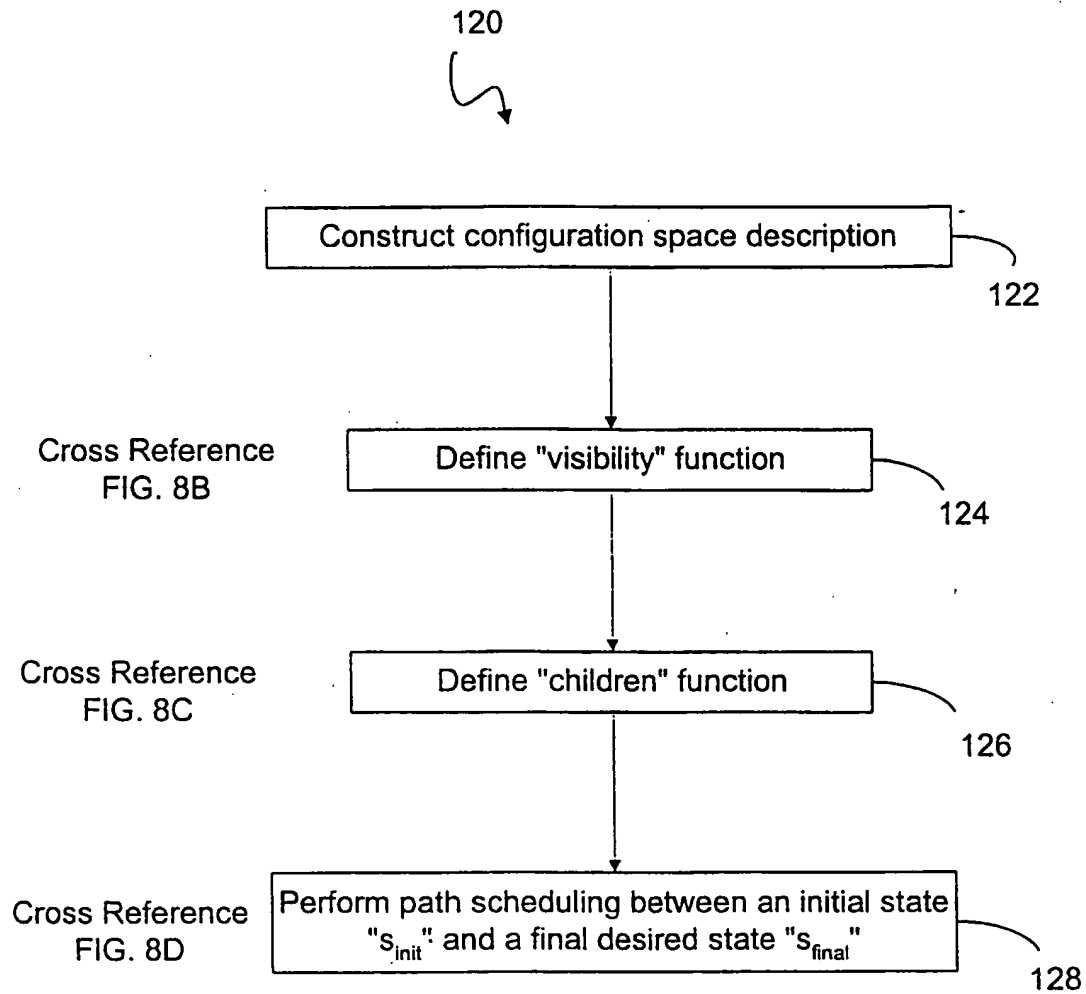 120
Construct configuration space description
122
Cross Reference
FIG. 8B
Define "visibility" function
124
Cross Reference
FIG. 8C
Define "children" function
126
Cross Reference
FIG. 8D
Perform path scheduling between an initial state
"s_init" and a final desired state "s_final"
128